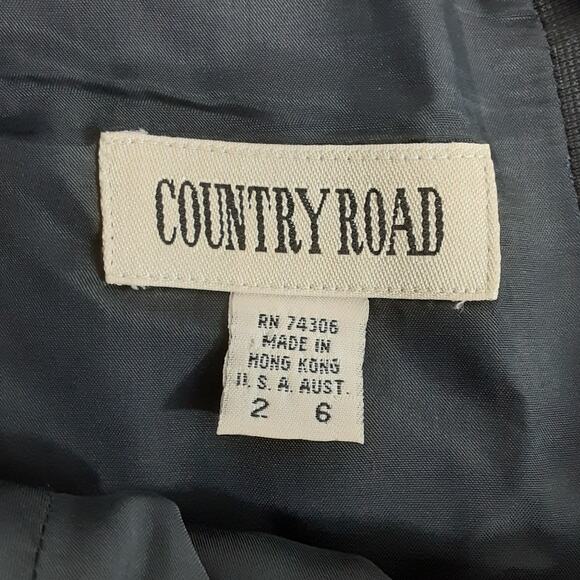 COUNTRY ROAD
RN 74306
MADE IN
HONG KONG
U.S.A. AUST.
2 6